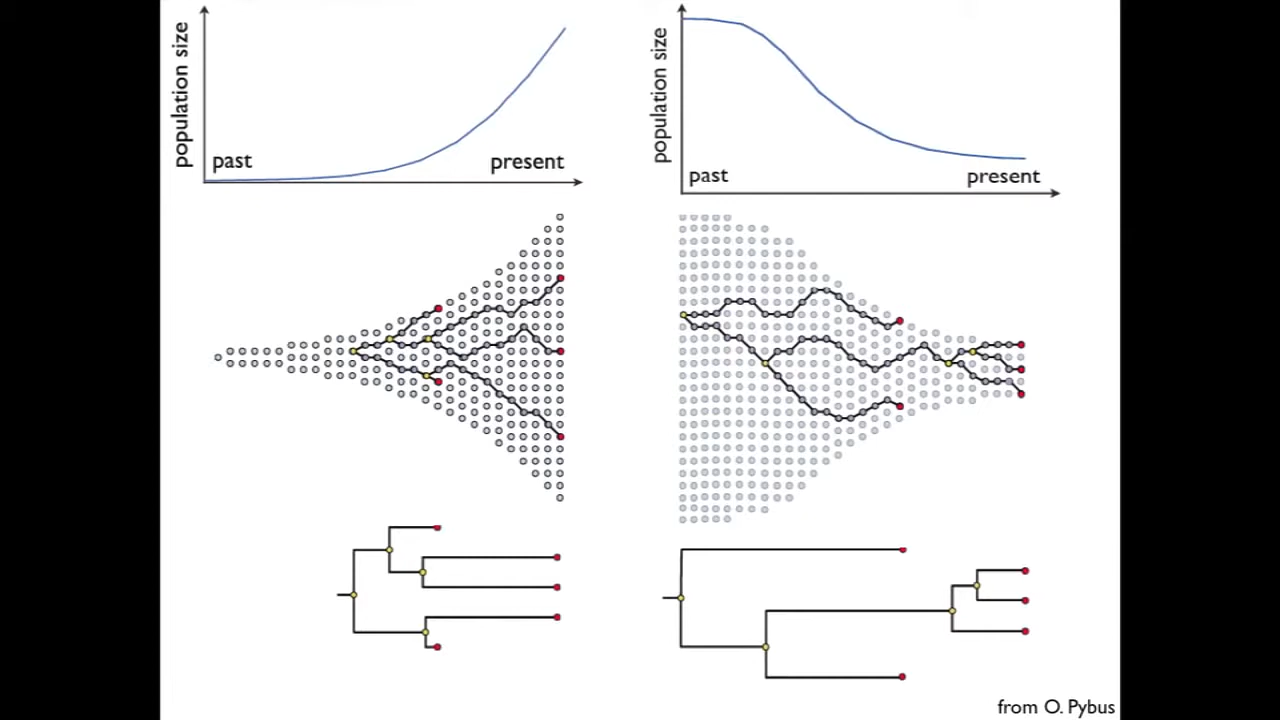 population size
past
present
population size
past
present
from O. Pybus